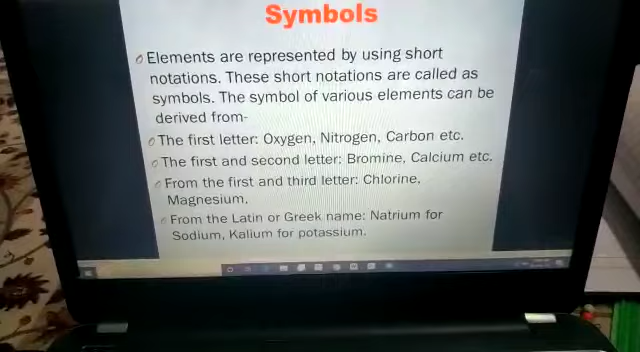 Symbols
Elements are represented by using short
notations. These short notations are called as
symbols. The symbol of various elements can be
derived from-
The first letter: Oxygen, Nitrogen, Carbon etc.
The first and second letter: Bromine, Calcium etc.
From the first and third letter: Chlorine,
Magnesium,
From the Latin or Greek name: Natrium for
Sodium, Kalium for potassium.